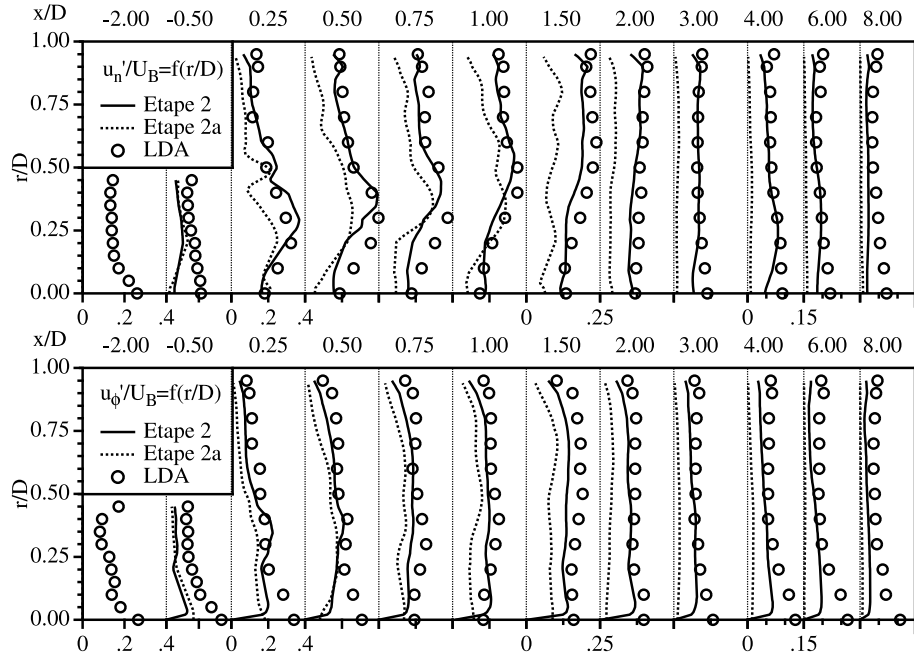 x/D
-2.00 -0.50 0.25 0.50 0.75 1.00 1.50 2.00 3.00 4.00 6.00 8.00
1.00
u_n'/U_B=f(r/D)
0.75
Etape 2
Etape 2a
LDA
0.50
r/D
0.25
0.00
0 .2 0 .2 .4 0 .25 0 .15
x/D
-2.00 -0.50 0.25 0.50 0.75 1.00 1.50 2.00 3.00 4.00 6.00 8.00
1.00
u_ϕ'/U_B=f(r/D)
0.75
Etape 2
Etape 2a
LDA
0.50
r/D
0.25
0.00
0 .2 0 .2 .4 0 .25 0 .15